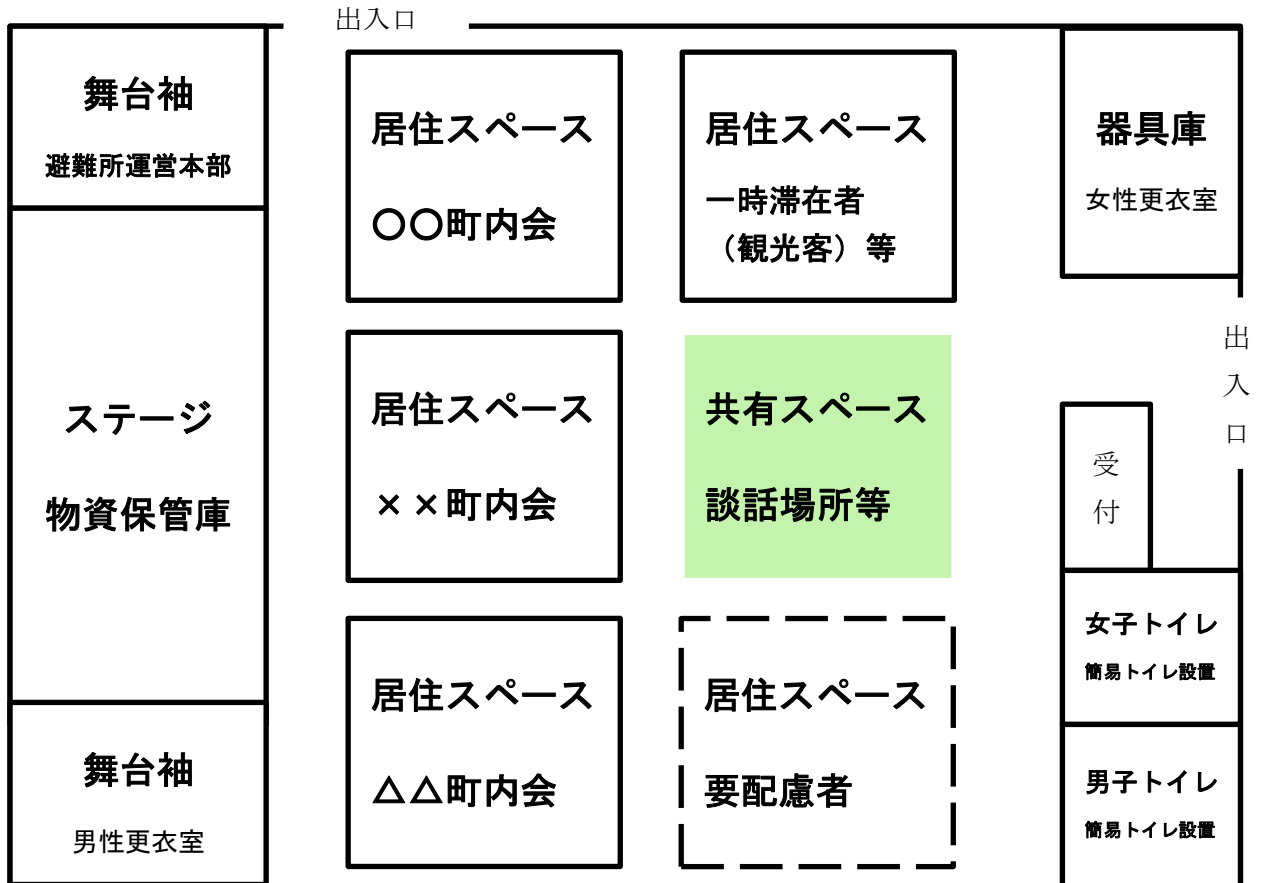 出入口
舞台袖
避難所運営本部
居住スペース
〇〇町内会
居住スペース
一時滞在者
（観光客）等
器具庫
女性更衣室
ステージ
物資保管庫
居住スペース
××町内会
共有スペース
談話場所等
出入口
受付
舞台袖
男性更衣室
居住スペース
△△町内会
居住スペース
要配慮者
女子トイレ
簡易トイレ設置
男子トイレ
簡易トイレ設置